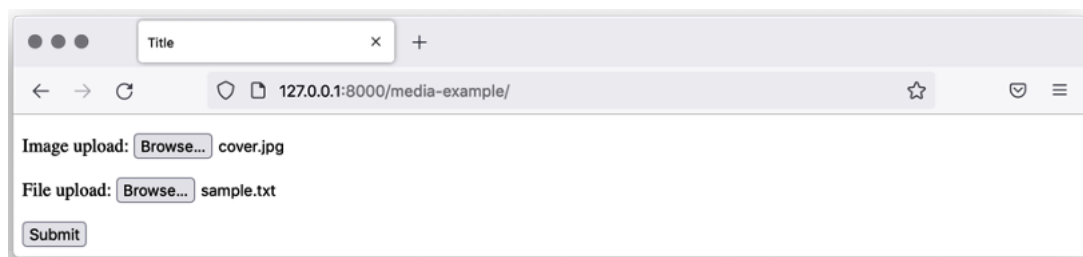 Title
127.0.0.1:8000/media-example/
Image upload: Browse... cover.jpg
File upload: Browse... sample.txt
Submit